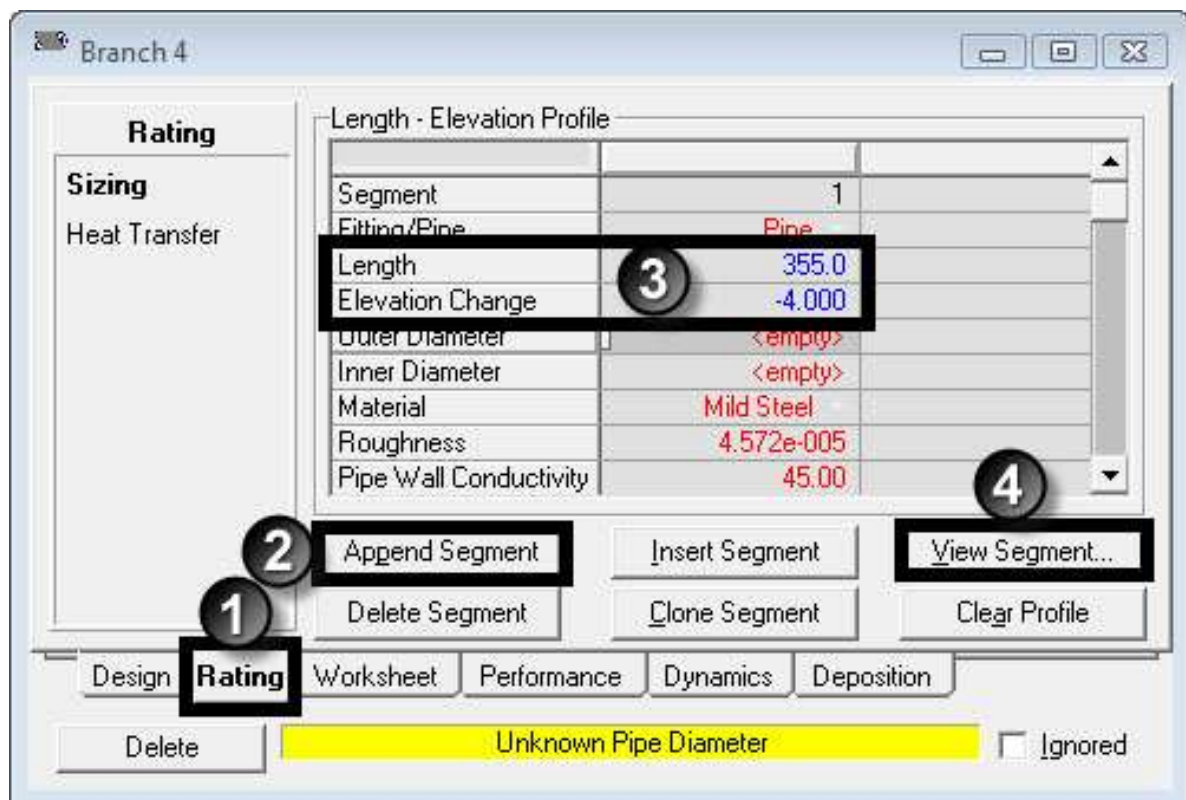 Branch 4
Rating
Sizing
Heat Transfer
Length - Elevation Profile
Segment 1
Fitting/Pipe Pipe
Length 355.0
Elevation Change -4.000
Outer Diameter <empty>
Inner Diameter <empty>
Material Mild Steel
Roughness 4.572e-005
Pipe Wall Conductivity 45.00
3
4
2
Append Segment Insert Segment View Segment...
1
Delete Segment Clone Segment Clear Profile
Design Rating Worksheet Performance Dynamics Deposition
Delete Unknown Pipe Diameter Ignored